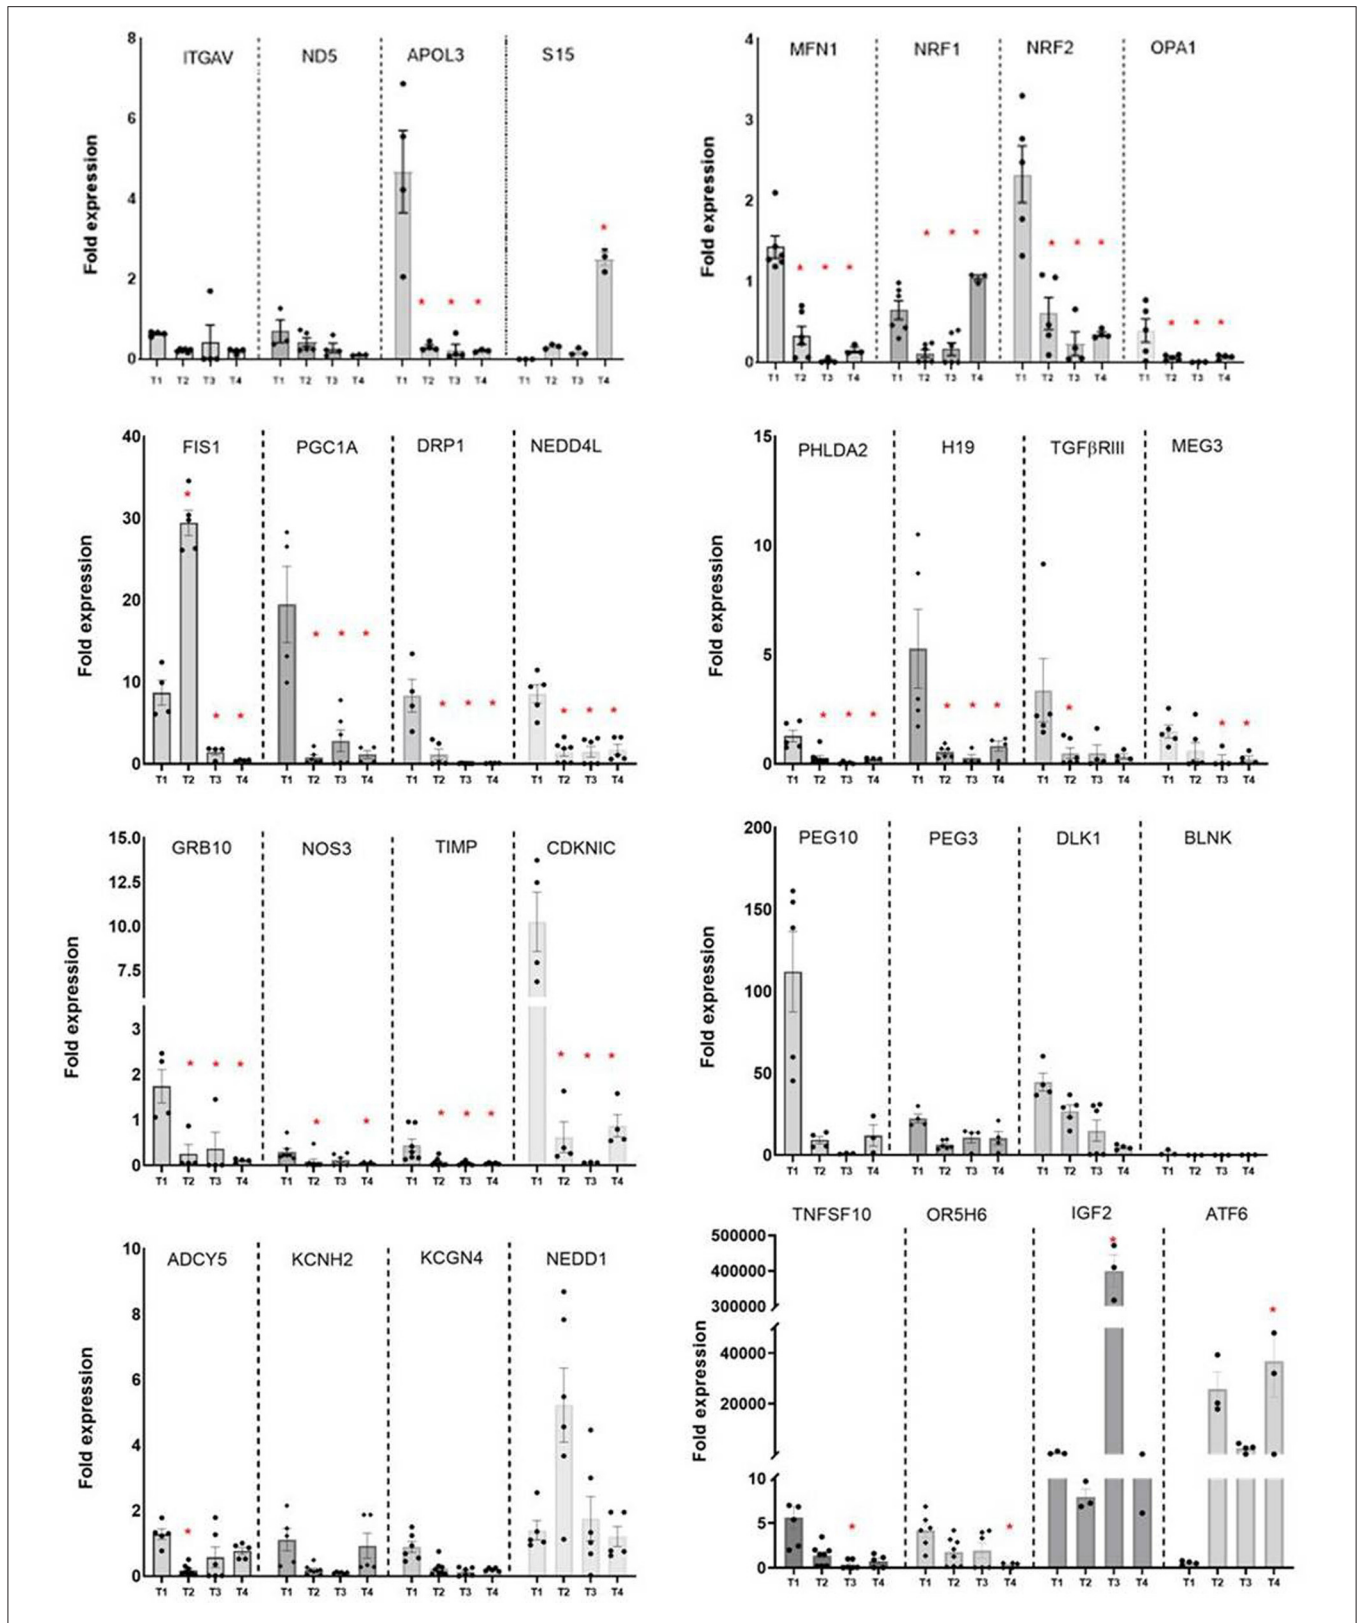 ITGAV ND5 APOL3 S15
8
6
4
2
0
Fold expression
T1 T2 T3 T4 T1 T2 T3 T4 T1 T2 T3 T4 T1 T2 T3 T4
MFN1 NRF1 NRF2 OPA1
4
3
2
1
0
Fold expression
T1 T2 T3 T4 T1 T2 T3 T4 T1 T2 T3 T4 T1 T2 T3 T4
FIS1 PGC1A DRP1 NEDD4L
40
30
20
10
0
Fold expression
T1 T2 T3 T4 T1 T2 T3 T4 T1 T2 T3 T4 T1 T2 T3 T4
PHLDA2 H19 TGFβRIII MEG3
15
10
5
0
Fold expression
T1 T2 T3 T4 T1 T2 T3 T4 T1 T2 T3 T4 T1 T2 T3 T4
GRB10 NOS3 TIMP CDKNIC
15.0
12.5
10.0
7.5
3
2
1
0
Fold expression
T1 T2 T3 T4 T1 T2 T3 T4 T1 T2 T3 T4 T1 T2 T3 T4
PEG10 PEG3 DLK1 BLNK
200
150
100
50
0
Fold expression
T1 T2 T3 T4 T1 T2 T3 T4 T1 T2 T3 T4 T1 T2 T3 T4
ADCY5 KCNH2 KCGN4 NEDD1
10
8
6
4
2
0
Fold expression
T1 T2 T3 T4 T1 T2 T3 T4 T1 T2 T3 T4 T1 T2 T3 T4
TNFSF10 OR5H6 IGF2 ATF6
500000
400000
300000
40000
20000
10
5
0
Fold expression
T1 T2 T3 T4 T1 T2 T3 T4 T1 T2 T3 T4 T1 T2 T3 T4